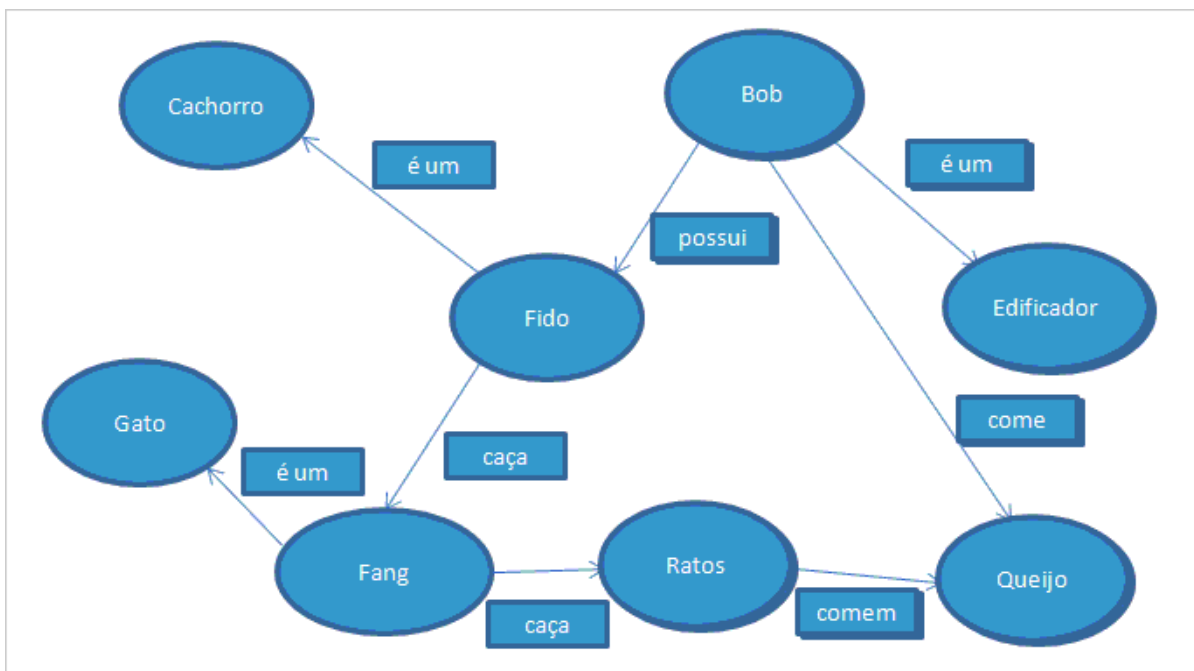 Bob
Cachorro
é um
é um
possui
Edificador
Fido
Gato
come
caça
é um
Ratos
Fang
Queijo
comem
caça